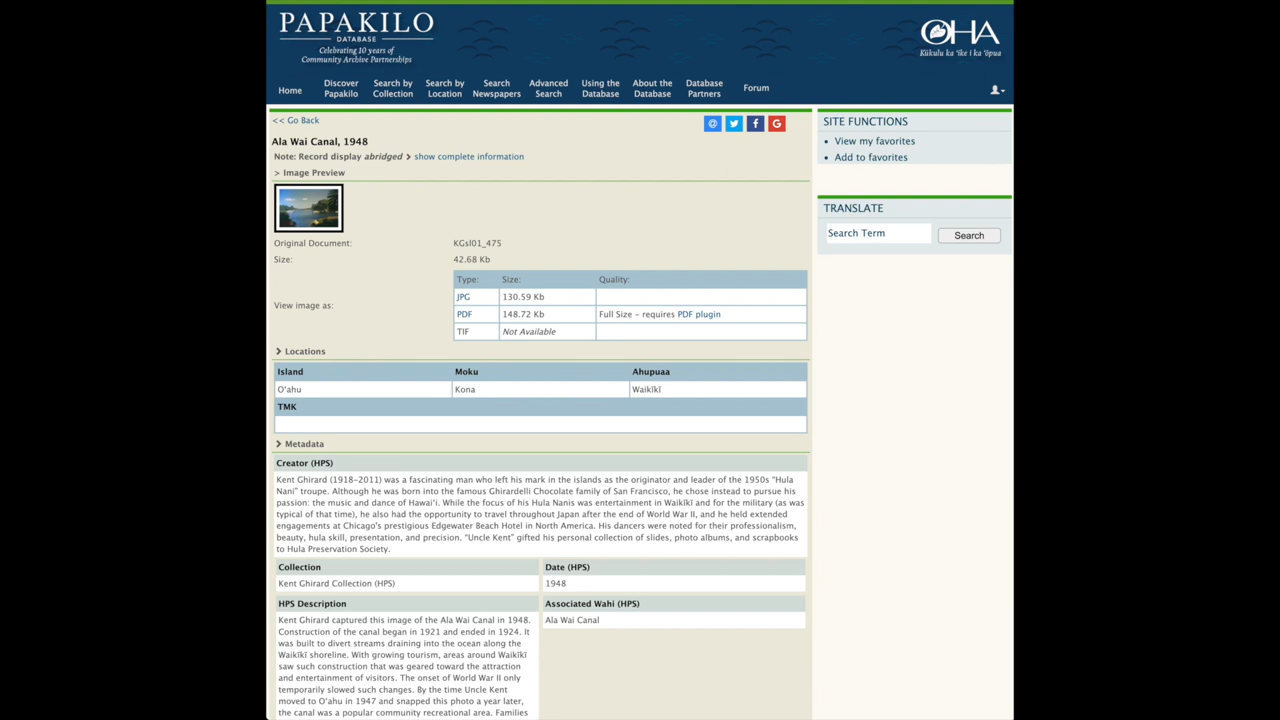 PAPAKILO
DATABASE
Celebrating 10 years of
Community Archive Partnerships
OHA
Kūkulu ka ʻike i ka ʻōpua
Home
Discover
Papakilo
Search by
Collection
Search by
Location
Search
Newspapers
Advanced
Search
Using the
Database
About the
Database
Database
Partners
Forum
<< Go Back
Ala Wai Canal, 1948
Note: Record display abridged > show complete information
> Image Preview
Original Document: KGsl01_475
Size: 42.68 Kb
View image as:
Type: Size: Quality:
JPG 130.59 Kb
PDF 148.72 Kb Full Size – requires PDF plugin
TIF Not Available
> Locations
Island Moku Ahupuaa
Oʻahu Kona Waikīkī
TMK
> Metadata
Creator (HPS)
Kent Ghirard (1918–2011) was a fascinating man who left his mark in the islands as the originator and leader of the 1950s "Hula
Nani" troupe. Although he was born into the famous Ghirardelli Chocolate family of San Francisco, he chose instead to pursue his
passion: the music and dance of Hawaiʻi. While the focus of his Hula Nanis was entertainment in Waikīkī and for the military (as was
typical of that time), he also had the opportunity to travel throughout Japan after the end of World War II, and he held extended
engagements at Chicago's prestigious Edgewater Beach Hotel in North America. His dancers were noted for their professionalism,
beauty, hula skill, presentation, and precision. "Uncle Kent" gifted his personal collection of slides, photo albums, and scrapbooks
to Hula Preservation Society.
Collection
Kent Ghirard Collection (HPS)
Date (HPS)
1948
HPS Description
Kent Ghirard captured this image of the Ala Wai Canal in 1948.
Construction of the canal began in 1921 and ended in 1924. It
was built to divert streams draining into the ocean along the
Waikīkī shoreline. With growing tourism, areas around Waikīkī
saw such construction that was geared toward the attraction
and entertainment of visitors. The onset of World War II only
temporarily slowed such changes. By the time Uncle Kent
moved to Oʻahu in 1947 and snapped this photo a year later,
the canal was a popular community recreational area. Families
Associated Wahi (HPS)
Ala Wai Canal
SITE FUNCTIONS
View my favorites
Add to favorites
TRANSLATE
Search Term
Search